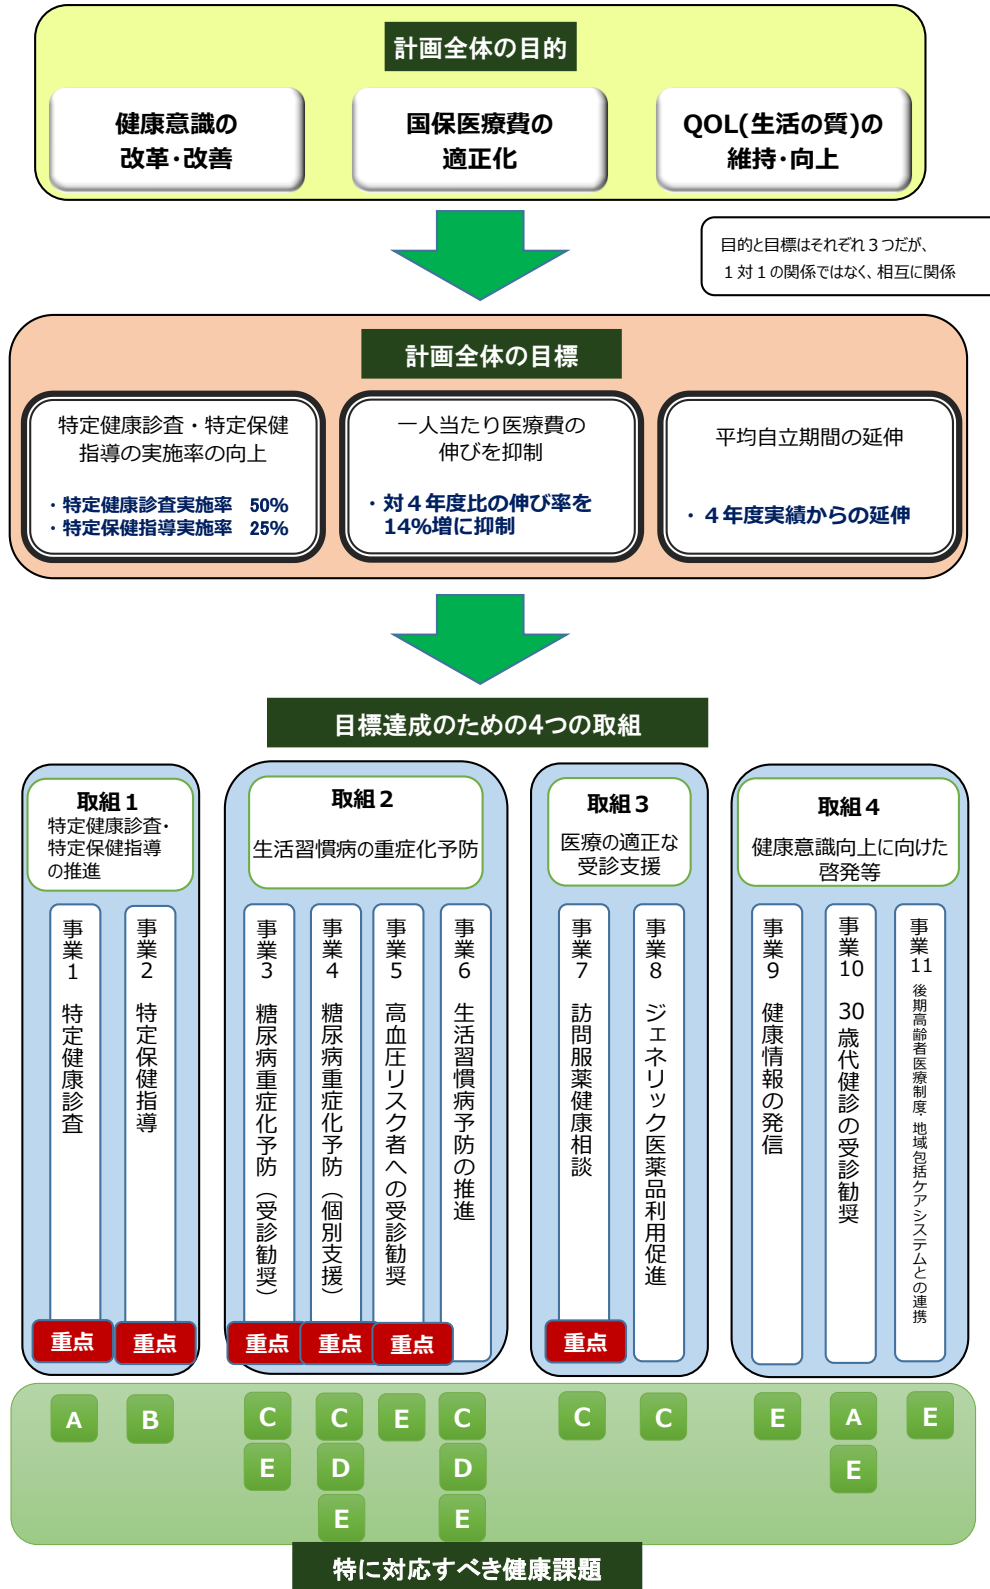 計画全体の目的
健康意識の
改革・改善
国保医療費の
適正化
QOL(生活の質)の
維持・向上
目的と目標はそれぞれ３つだが、
１対１の関係ではなく、相互に関係
計画全体の目標
特定健康診査・特定保健
指導の実施率の向上
・特定健康診査実施率　50%
・特定保健指導実施率　25%
一人当たり医療費の
伸びを抑制
・対４年度比の伸び率を
14%増に抑制
平均自立期間の延伸
・４年度実績からの延伸
目標達成のための4つの取組
取組１
特定健康診査・
特定保健指導
の推進
取組２
生活習慣病の重症化予防
取組３
医療の適正な
受診支援
取組４
健康意識向上に向けた
啓発等
事業1　特定健康診査
事業2　特定保健指導
事業3　糖尿病重症化予防（受診勧奨）
事業4　糖尿病重症化予防（個別支援）
事業5　高血圧リスク者への受診勧奨
事業6　生活習慣病予防の推進
事業7　訪問服薬健康相談
事業8　ジェネリック医薬品利用促進
事業9　健康情報の発信
事業10　30歳代健診の受診勧奨
事業11　後期高齢者医療制度・地域包括ケアシステムとの連携
重点
重点
重点
重点
重点
重点
A
B
C
C
E
C
C
C
E
A
E
E
D
D
E
E
E
特に対応すべき健康課題